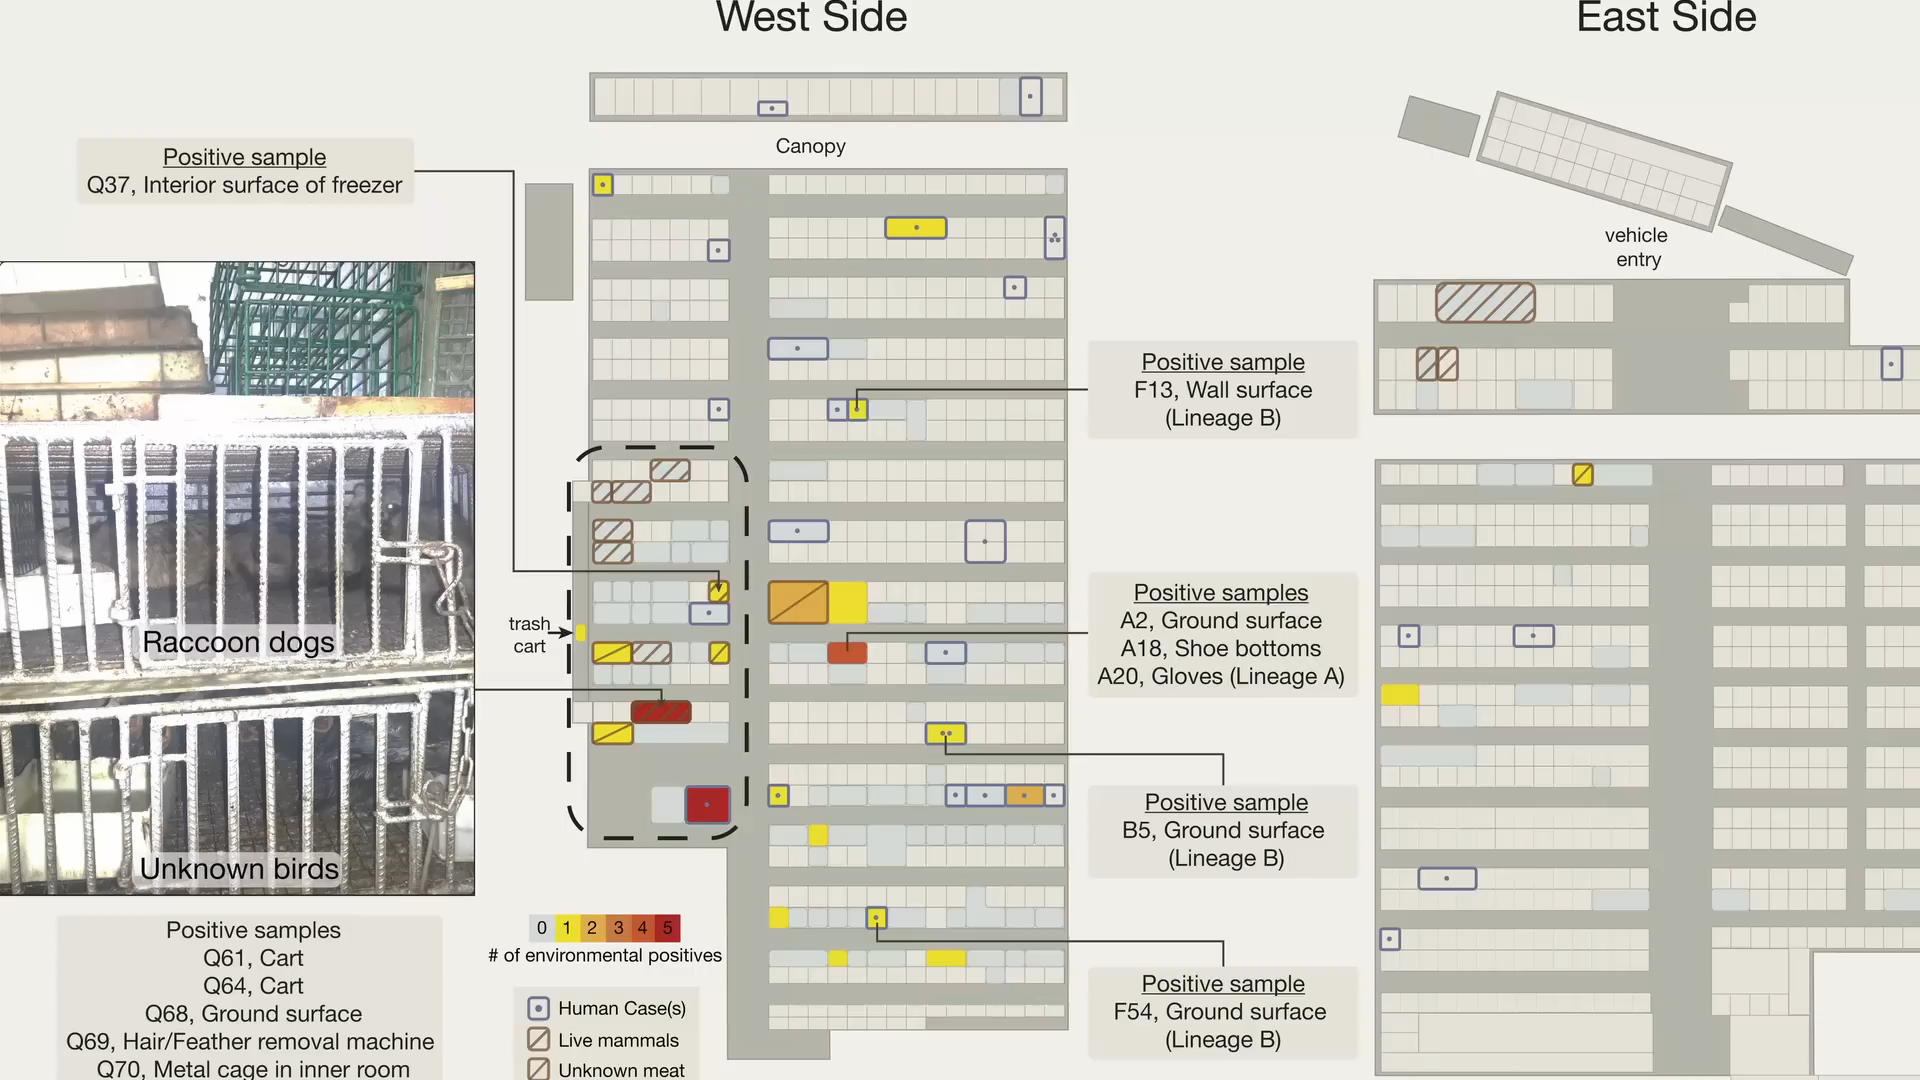 West Side
East Side
Canopy
Positive sample
Q37, Interior surface of freezer
vehicle
entry
Positive sample
F13, Wall surface
(Lineage B)
trash
cart
Raccoon dogs
Unknown birds
Positive samples
A2, Ground surface
A18, Shoe bottoms
A20, Gloves (Lineage A)
Positive sample
B5, Ground surface
(Lineage B)
Positive samples
Q61, Cart
Q64, Cart
Q68, Ground surface
Q69, Hair/Feather removal machine
Q70, Metal cage in inner room
0 1 2 3 4 5
# of environmental positives
Human Case(s)
Live mammals
Unknown meat
Positive sample
F54, Ground surface
(Lineage B)